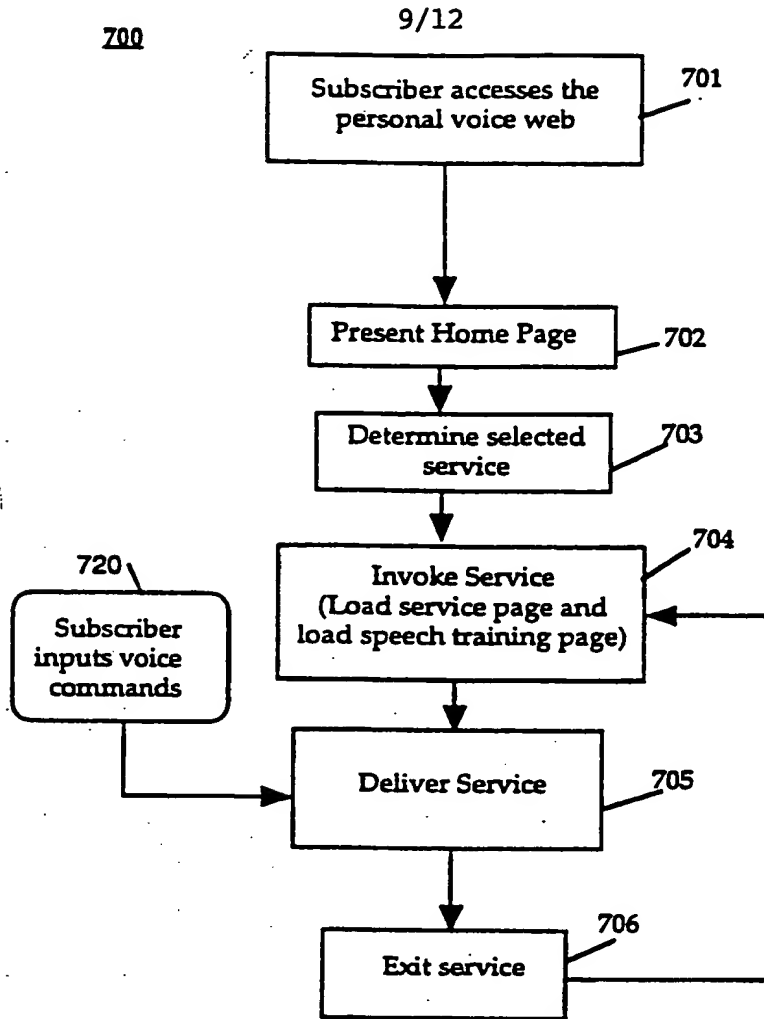 9/12
700
Subscriber accesses the
personal voice web
701
Present Home Page
702
Determine selected
service
703
Invoke Service
(Load service page and
load speech training page)
704
720
Subscriber
inputs voice
commands
Deliver Service
705
Exit service
706